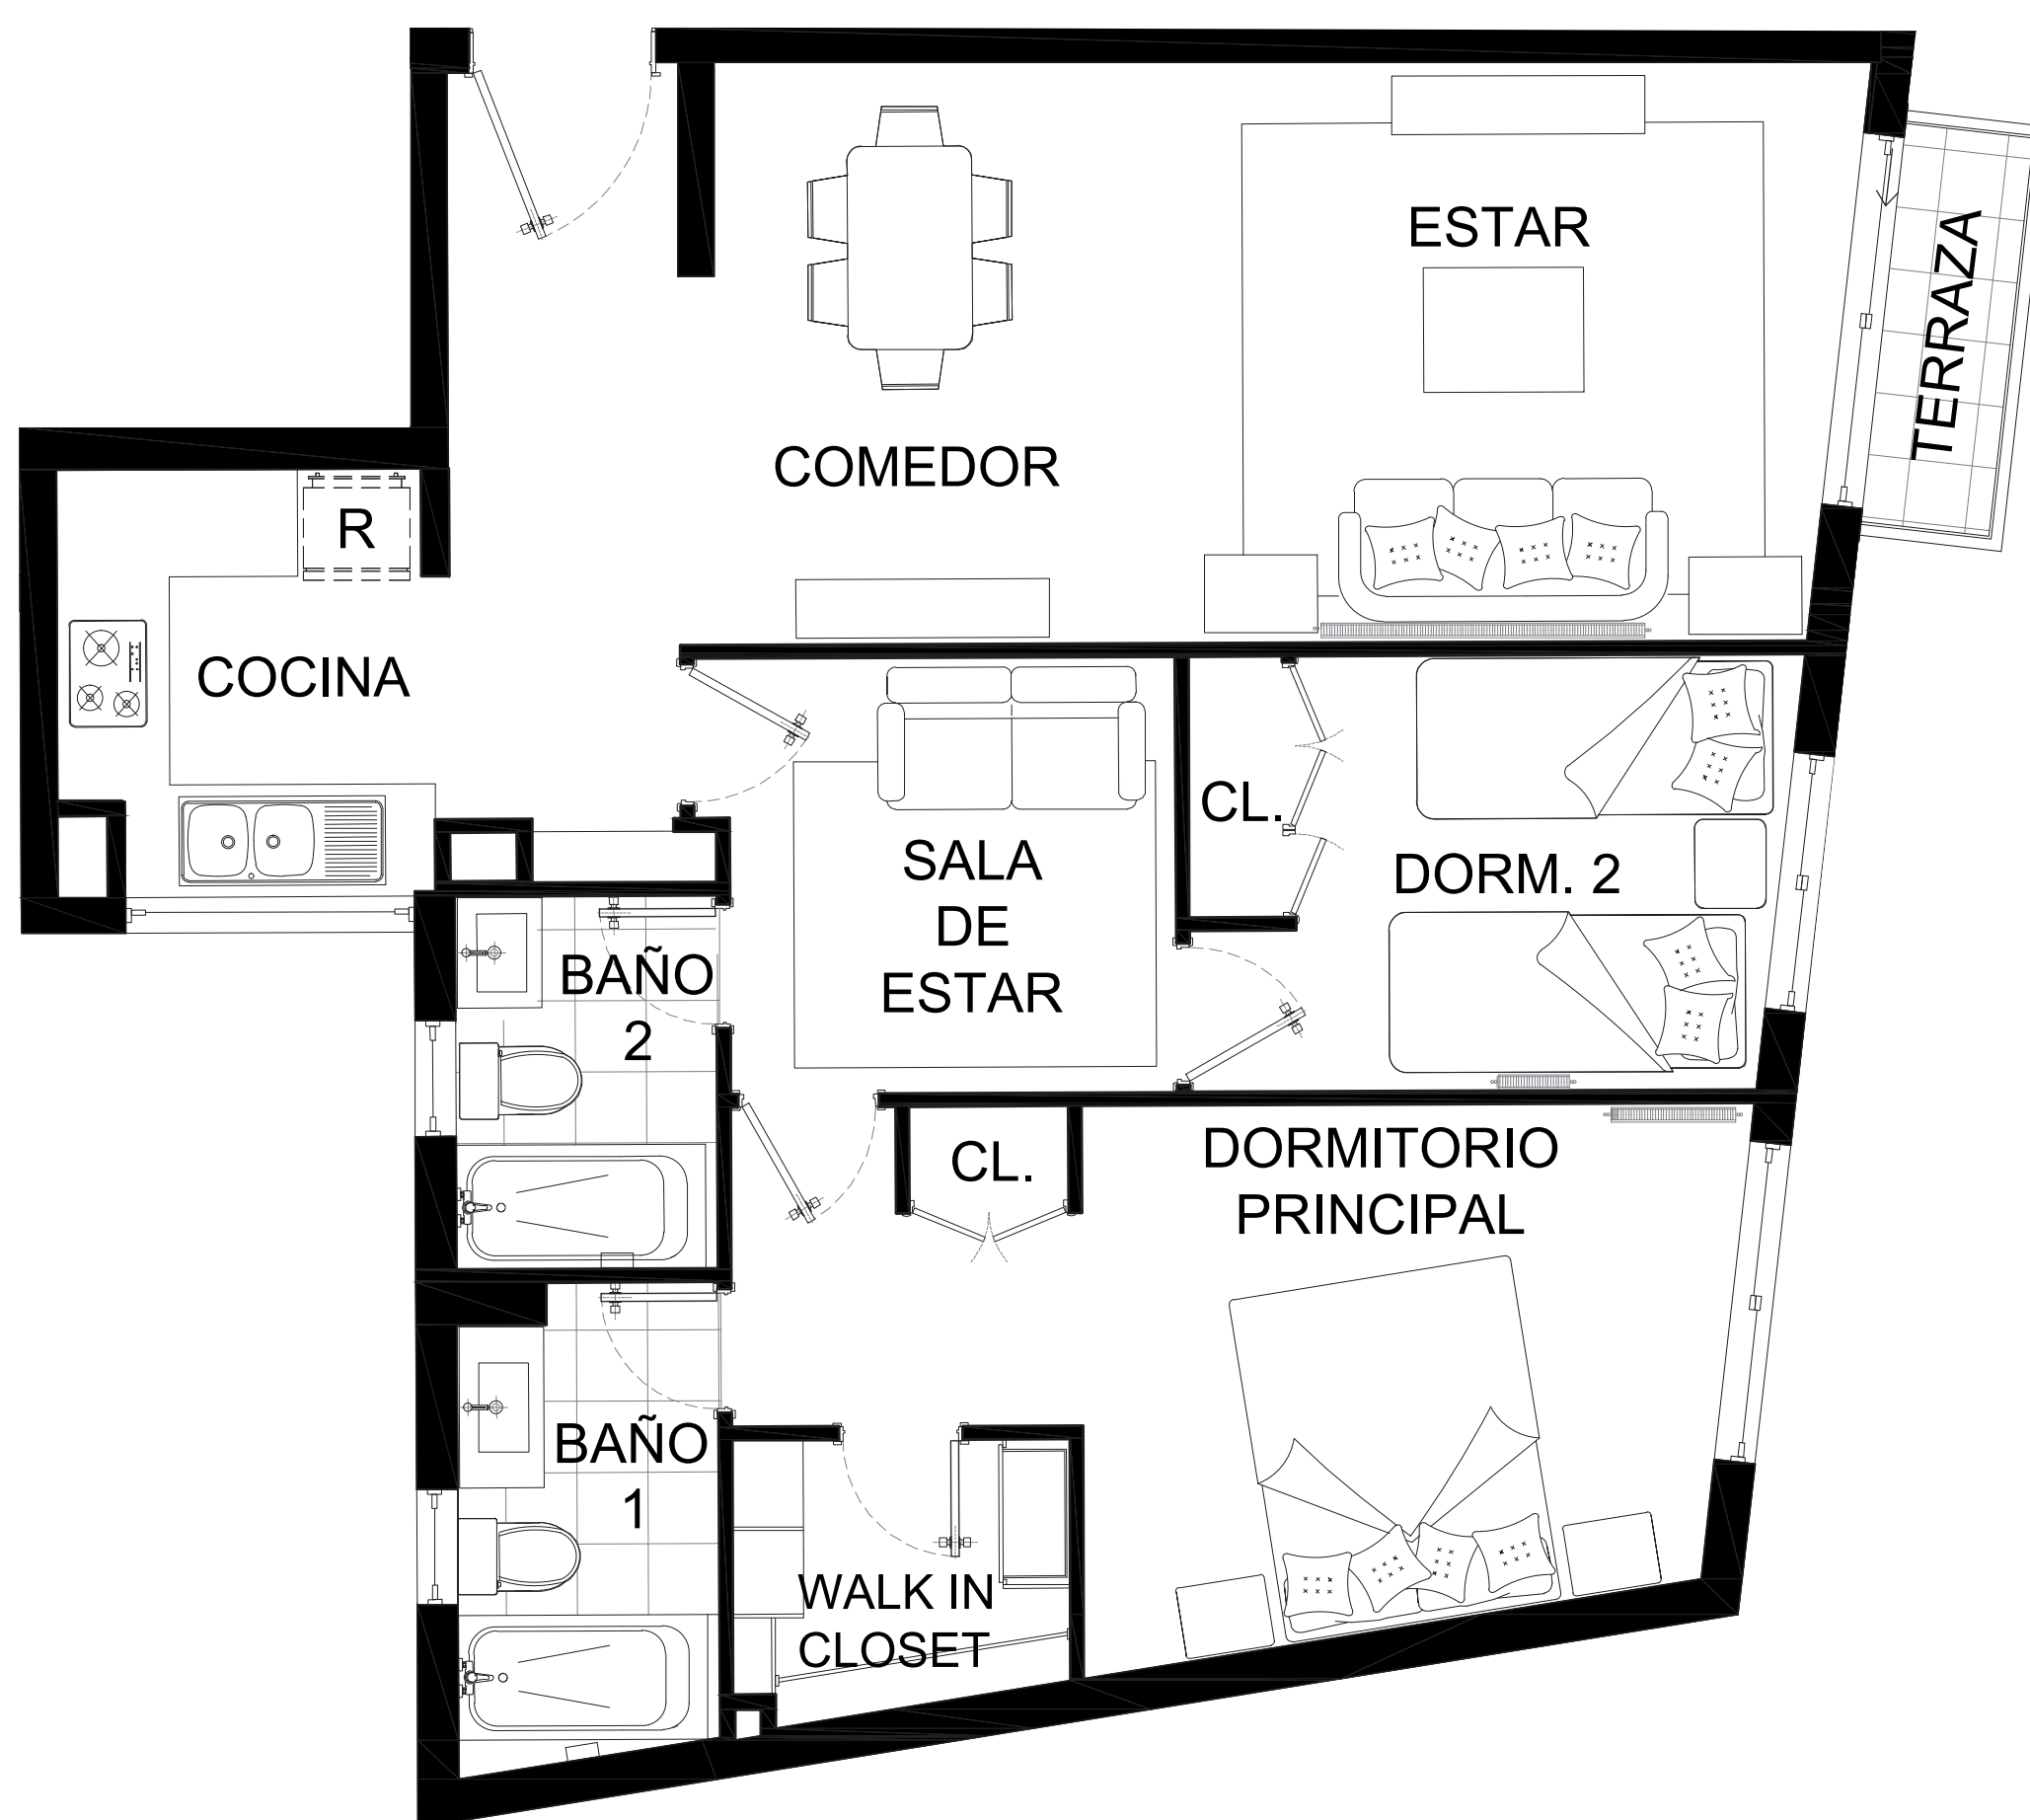 ESTAR
TERRAZA
COMEDOR
R
COCINA
CL.
SALA
DE
ESTAR
DORM. 2
BAÑO
2
CL.
DORMITORIO
PRINCIPAL
BAÑO
1
WALK IN
CLOSET